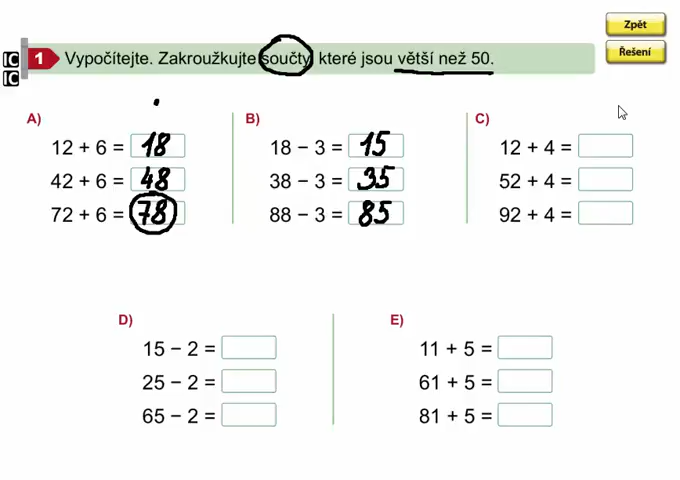 Zpět
Řešení
1 Vypočítejte. Zakroužkujte součty, které jsou větší než 50.
A)
12 + 6 = 18
42 + 6 = 48
72 + 6 = 78
B)
18 − 3 = 15
38 − 3 = 35
88 − 3 = 85
C)
12 + 4 =
52 + 4 =
92 + 4 =
D)
15 − 2 =
25 − 2 =
65 − 2 =
E)
11 + 5 =
61 + 5 =
81 + 5 =